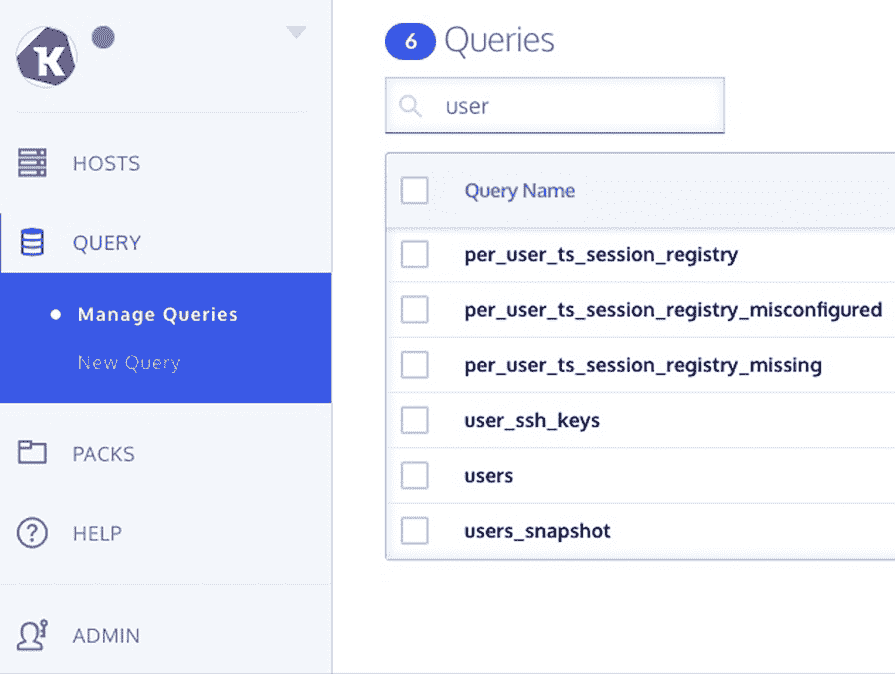 K
HOSTS
QUERY
Manage Queries
New Query
PACKS
HELP
ADMIN
6 Queries
user
Query Name
per_user_ts_session_registry
per_user_ts_session_registry_misconfigured
per_user_ts_session_registry_missing
user_ssh_keys
users
users_snapshot